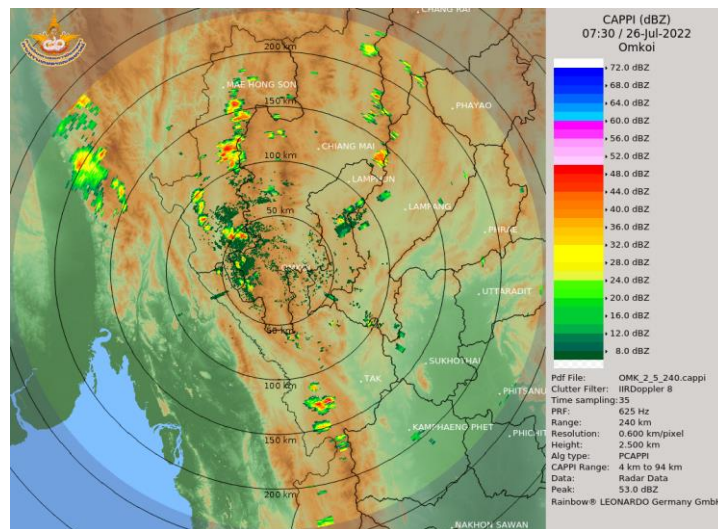 CAPPI (dBZ)
07:30 / 26-Jul-2022
Omkoi
72.0 dBZ
68.0 dBZ
64.0 dBZ
60.0 dBZ
56.0 dBZ
52.0 dBZ
48.0 dBZ
44.0 dBZ
40.0 dBZ
36.0 dBZ
32.0 dBZ
28.0 dBZ
24.0 dBZ
20.0 dBZ
16.0 dBZ
12.0 dBZ
8.0 dBZ
Pdf File: OMK_2_5_240.cappi
Clutter Filter: IIRDoppler 8
Time sampling:35
PRF: 625 Hz
Range: 240 km
Resolution: 0.600 km/pixel
Height: 2.500 km
Alg type: PCAPPI
CAPPI Range: 4 km to 94 km
Data: Radar Data
Peak: 53.0 dBZ
Rainbow® LEONARDO Germany GmbH
CHANG RAI
200 km
MAE HONG SON
150 km
PHAYAO
CHIANG MAI
100 km
LAMPHUN
LAMPANG
50 km
PHRAE
UTTARADIT
50 km
SUKHOTHAI
TAK
100 km
PHITSANU
KAMPHAENG PHET
PHICHIT
150 km
200 km
NAKHON SAWAN